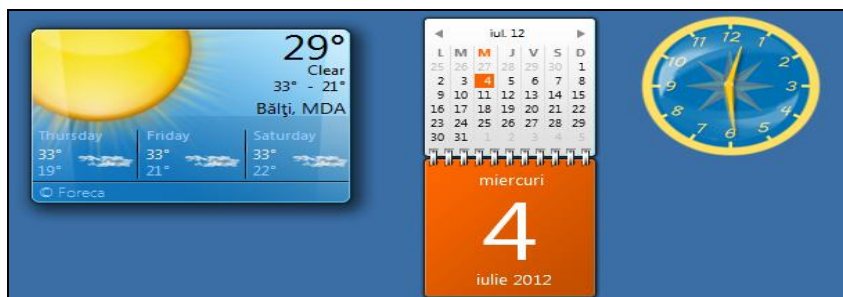 29°
Clear
33° - 21°
Bălţi, MDA
Thursday Friday Saturday
33° 33° 33°
19° 21° 22°
© Foreca
iul. 12
L M M J V S D
25 26 27 28 29 30 1
2 3 4 5 6 7 8
9 10 11 12 13 14 15
16 17 18 19 20 21 22
23 24 25 26 27 28 29
30 31 1 2 3 4 5
miercuri
4
iulie 2012
12
1
2
3
4
5
6
7
8
9
10
11